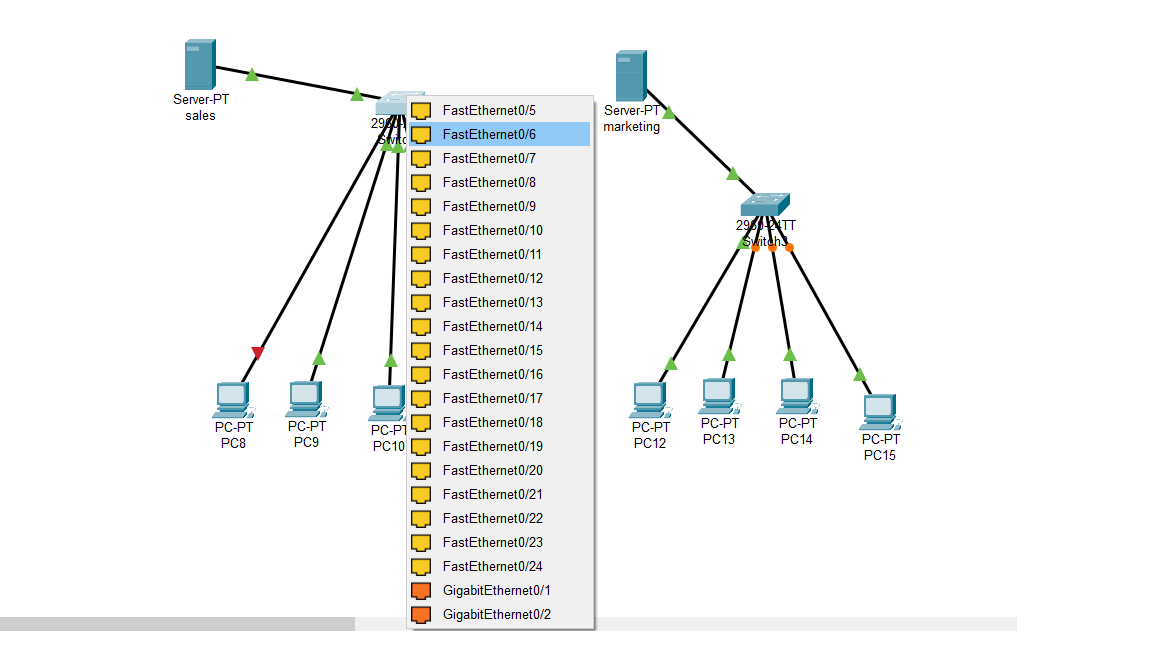 Server-PT
sales
Server-PT
marketing
FastEthernet0/5
FastEthernet0/6
FastEthernet0/7
FastEthernet0/8
FastEthernet0/9
FastEthernet0/10
FastEthernet0/11
FastEthernet0/12
FastEthernet0/13
FastEthernet0/14
FastEthernet0/15
FastEthernet0/16
FastEthernet0/17
FastEthernet0/18
FastEthernet0/19
FastEthernet0/20
FastEthernet0/21
FastEthernet0/22
FastEthernet0/23
FastEthernet0/24
GigabitEthernet0/1
GigabitEthernet0/2
2960-24TT
Switch3
PC-PT
PC8
PC-PT
PC9
PC-PT
PC10
PC-PT
PC12
PC-PT
PC13
PC-PT
PC14
PC-PT
PC15